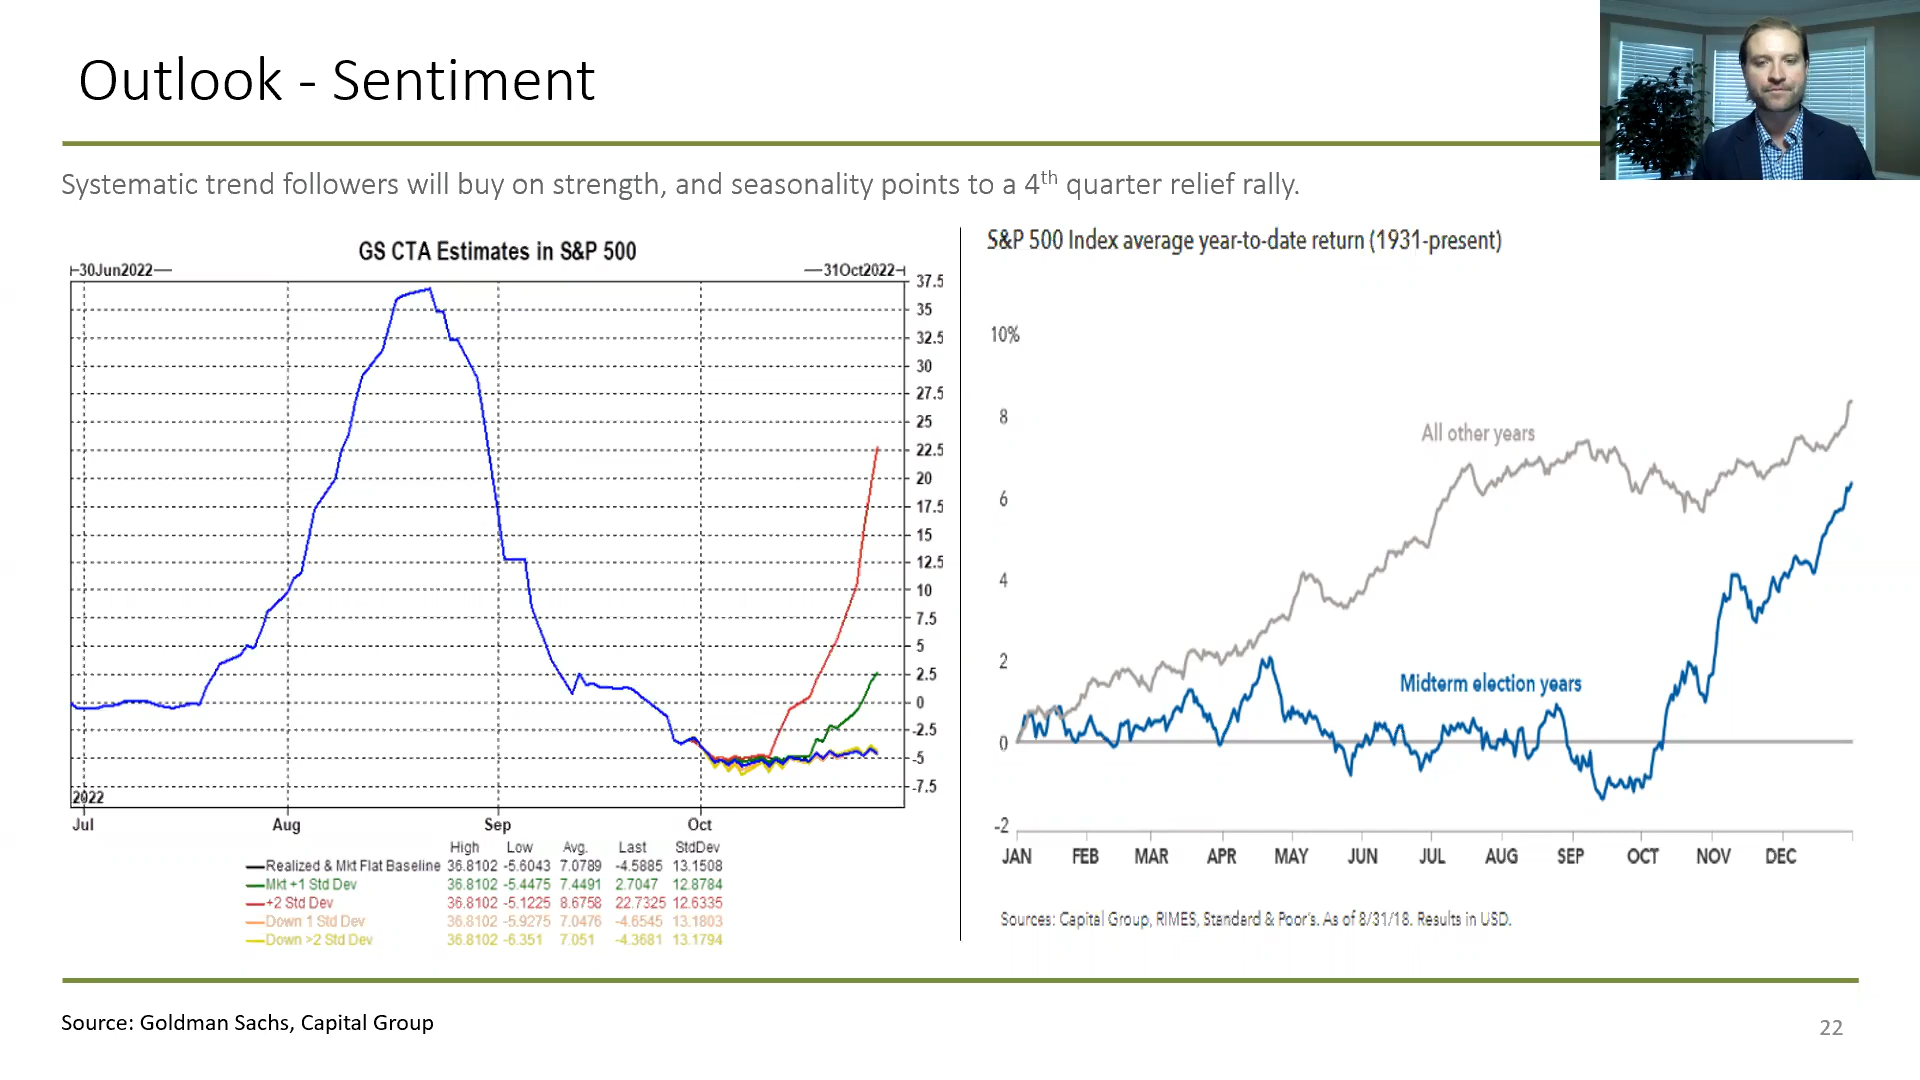 Outlook - Sentiment
Systematic trend followers will buy on strength, and seasonality points to a 4th quarter relief rally.
GS CTA Estimates in S&P 500
30Jun2022
31Oct2022
37.5
35
32.5
30
27.5
25
22.5
20
17.5
15
12.5
10
7.5
5
2.5
0
-2.5
-5
-7.5
2022
Jul Aug Sep Oct
High Low Avg. Last StdDev
Realized & Mkt Flat Baseline 36.8102 -5.6043 7.0789 -4.5885 13.1508
Mkt +1 Std Dev 36.8102 -5.4475 7.4491 2.7047 12.8784
+2 Std Dev 36.8102 -5.1225 8.6758 22.7325 12.6335
Down 1 Std Dev 36.8102 -5.9275 7.0476 -4.6545 13.1803
Down >2 Std Dev 36.8102 -6.351 7.051 -4.3681 13.1794
S&P 500 Index average year-to-date return (1931-present)
10%
8
6
4
2
0
-2
All other years
Midterm election years
JAN FEB MAR APR MAY JUN JUL AUG SEP OCT NOV DEC
Sources: Capital Group, RIMES, Standard & Poor's. As of 8/31/18. Results in USD.
Source: Goldman Sachs, Capital Group
22